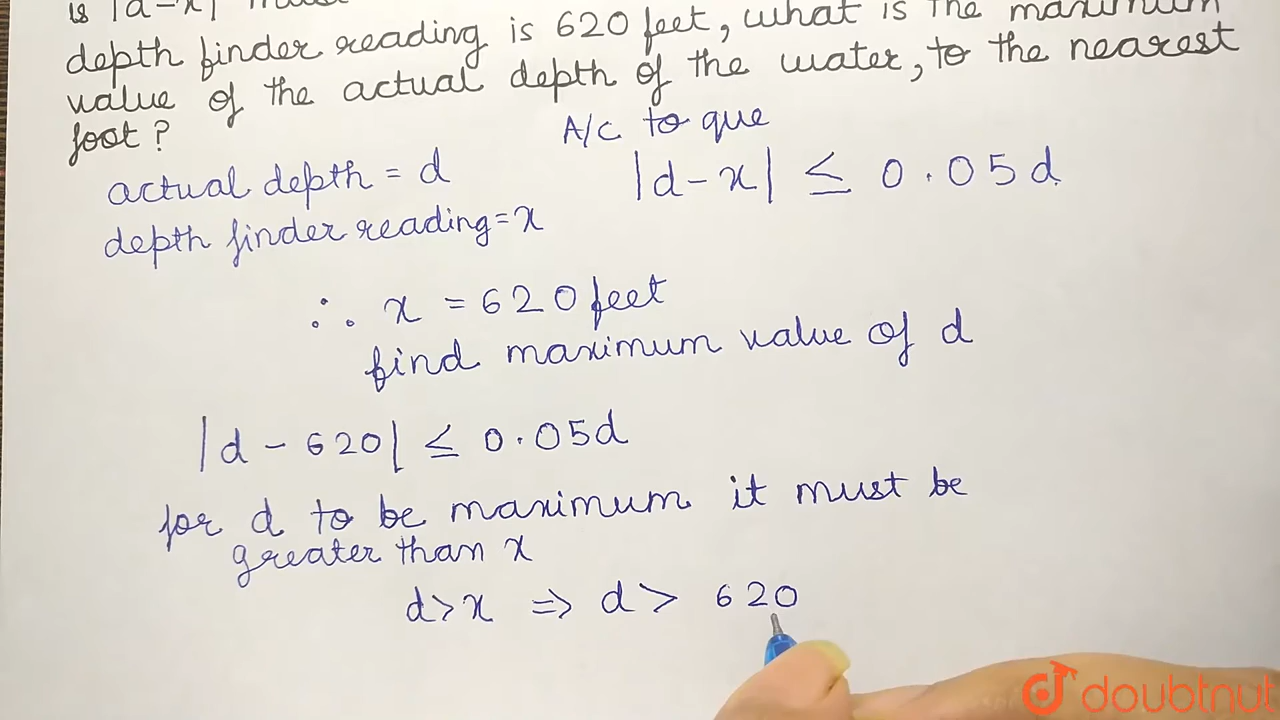 is |d-x|
depth finder reading is 620 feet, what is the maximum
value of the actual depth of the water, to the nearest
foot?
A/C to que
actual depth = d
|d-x| ≤ 0.05d
depth finder reading = x
∴ x = 620 feet
find maximum value of d
|d - 620| ≤ 0.05d
for d to be maximum it must be
greater than x
d > x ⇒ d > 620
doubtnut